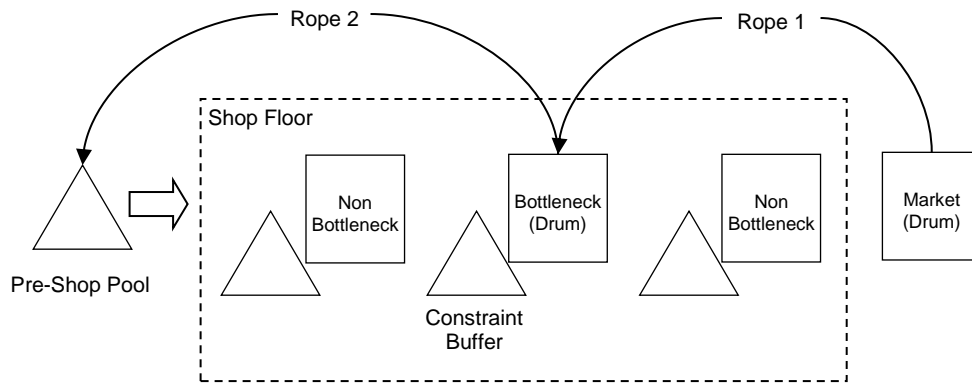 Rope 2
Rope 1
Shop Floor
Non
Bottleneck
Bottleneck
(Drum)
Non
Bottleneck
Market
(Drum)
Pre-Shop Pool
Constraint
Buffer